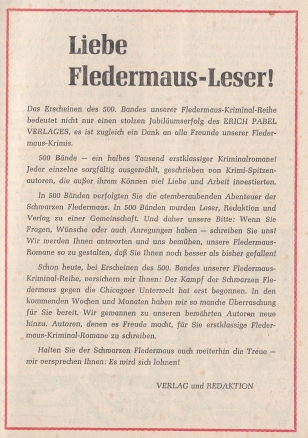 Liebe
Fledermaus-Leser!
Das Erscheinen des 500. Bandes unserer Fledermaus-Kriminal-Reihe
bedeutet nicht nur einen stolzen Jubiläumserfolg des ERICH PABEL
VERLAGES, es ist zugleich ein Dank an alle Freunde unserer Fleder-
maus-Krimis.
500 Bände — ein halbes Tausend erstklassiger Kriminalromane!
Jeder einzelne sorgfältig ausgewählt, geschrieben von Krimi-Spitzen-
autoren, die außer ihrem Können viel Liebe und Arbeit investierten.
In 500 Bänden verfolgten Sie die atemberaubenden Abenteuer der
Schwarzen Fledermaus. In 500 Bänden wurden Leser, Redaktion und
Verlag zu einer Gemeinschaft. Und daher unsere Bitte: Wenn Sie
Fragen, Wünsche oder auch Anregungen haben — schreiben Sie uns!
Wir werden Ihnen antworten und uns bemühen, unsere Fledermaus-
Romane so zu gestalten, daß Sie Ihnen noch besser als bisher gefallen!
Schon heute, bei Erscheinen des 500. Bandes unserer Fledermaus-
Kriminal-Reihe, versichern wir Ihnen: Der Kampf der Schwarzen Fle-
dermaus gegen die Chicagoer Unterwelt hat erst begonnen. In den
kommenden Wochen und Monaten haben wir so manche Überraschung
für Sie bereit. Wir gewannen zu unseren bewährten Autoren neue
hinzu. Autoren, denen es Freude macht, für Sie erstklassige Fleder-
maus-Kriminal-Romane zu schreiben.
Halten Sie der Schwarzen Fledermaus auch weiterhin die Treue —
wir versprechen Ihnen: Es wird sich lohnen!
VERLAG und REDAKTION